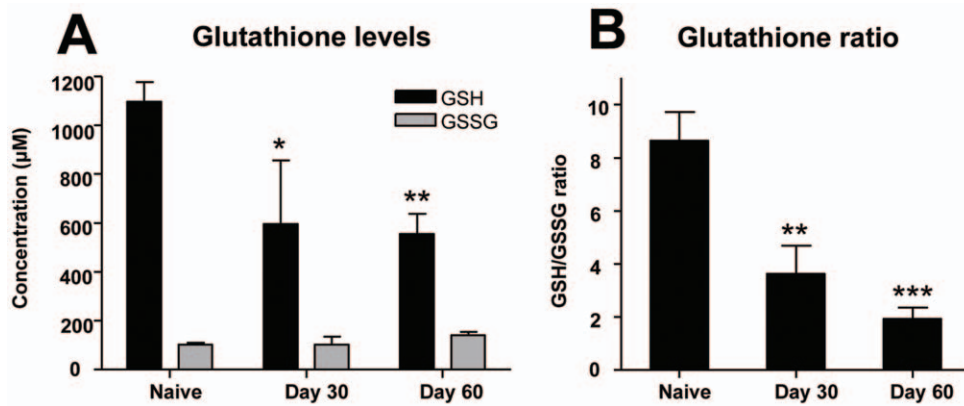 A Glutathione levels
Concentration (µM)
1200
1000
800
600
400
200
0
GSH
GSSG
*
**
Naive Day 30 Day 60
B Glutathione ratio
GSH/GSSG ratio
10
8
6
4
2
0
**
***
Naive Day 30 Day 60